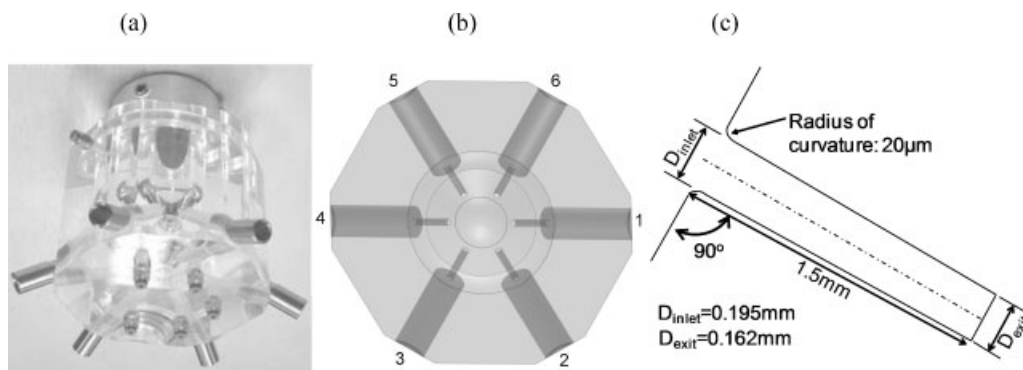 (a)
(b)
(c)
5
6
4
1
3
2
Dinlet
Radius of
curvature: 20μm
90°
1.5mm
Dinlet=0.195mm
Dexit=0.162mm
Dexit